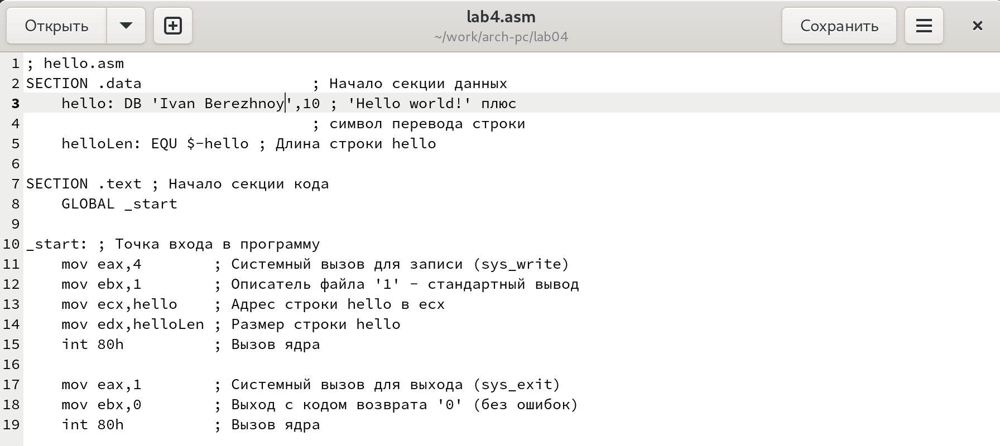 Открыть
lab4.asm
~/work/arch-pc/lab04
Сохранить
1 ; hello.asm
2 SECTION .data                   ; Начало секции данных
3     hello: DB 'Ivan Berezhnoy',10 ; 'Hello world!' плюс
4                                 ; символ перевода строки
5     helloLen: EQU $-hello ; Длина строки hello
6
7 SECTION .text ; Начало секции кода
8     GLOBAL _start
9
10 _start: ; Точка входа в программу
11     mov eax,4        ; Системный вызов для записи (sys_write)
12     mov ebx,1        ; Описатель файла '1' - стандартный вывод
13     mov ecx,hello    ; Адрес строки hello в ecx
14     mov edx,helloLen ; Размер строки hello
15     int 80h          ; Вызов ядра
16
17     mov eax,1        ; Системный вызов для выхода (sys_exit)
18     mov ebx,0        ; Выход с кодом возврата '0' (без ошибок)
19     int 80h          ; Вызов ядра